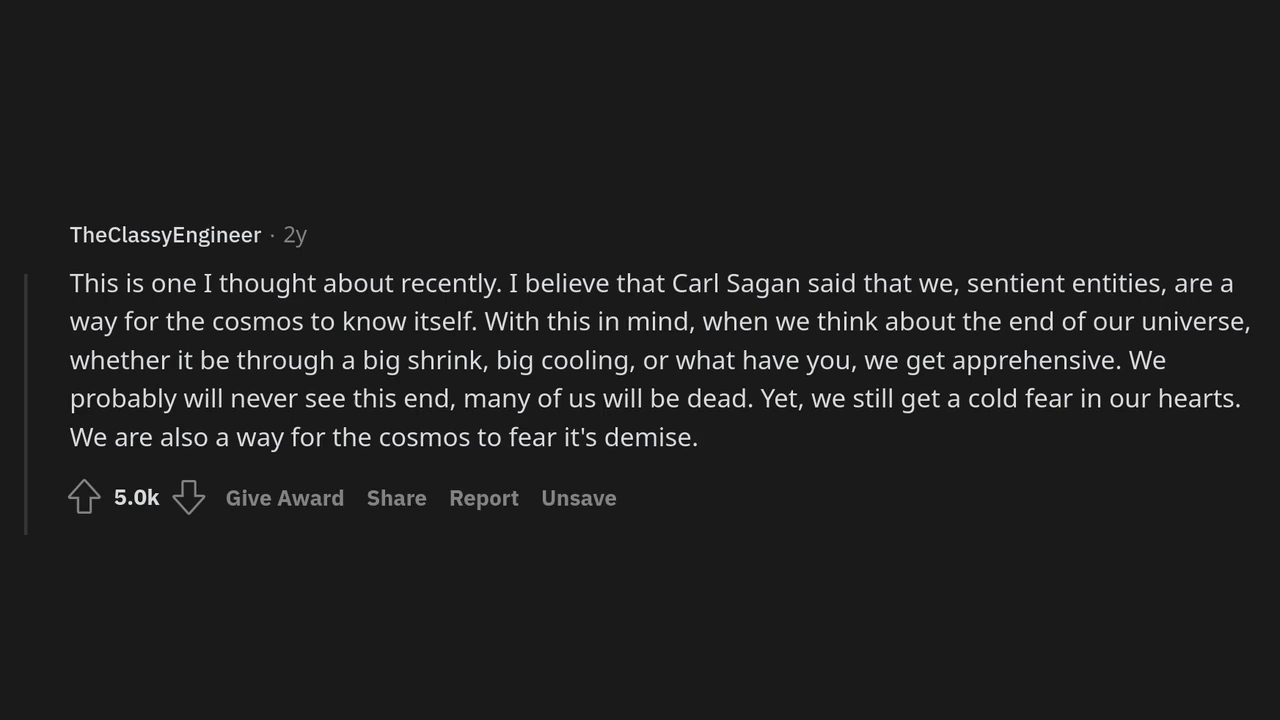 TheClassyEngineer · 2y
This is one I thought about recently. I believe that Carl Sagan said that we, sentient entities, are a
way for the cosmos to know itself. With this in mind, when we think about the end of our universe,
whether it be through a big shrink, big cooling, or what have you, we get apprehensive. We
probably will never see this end, many of us will be dead. Yet, we still get a cold fear in our hearts.
We are also a way for the cosmos to fear it's demise.
5.0k Give Award Share Report Unsave